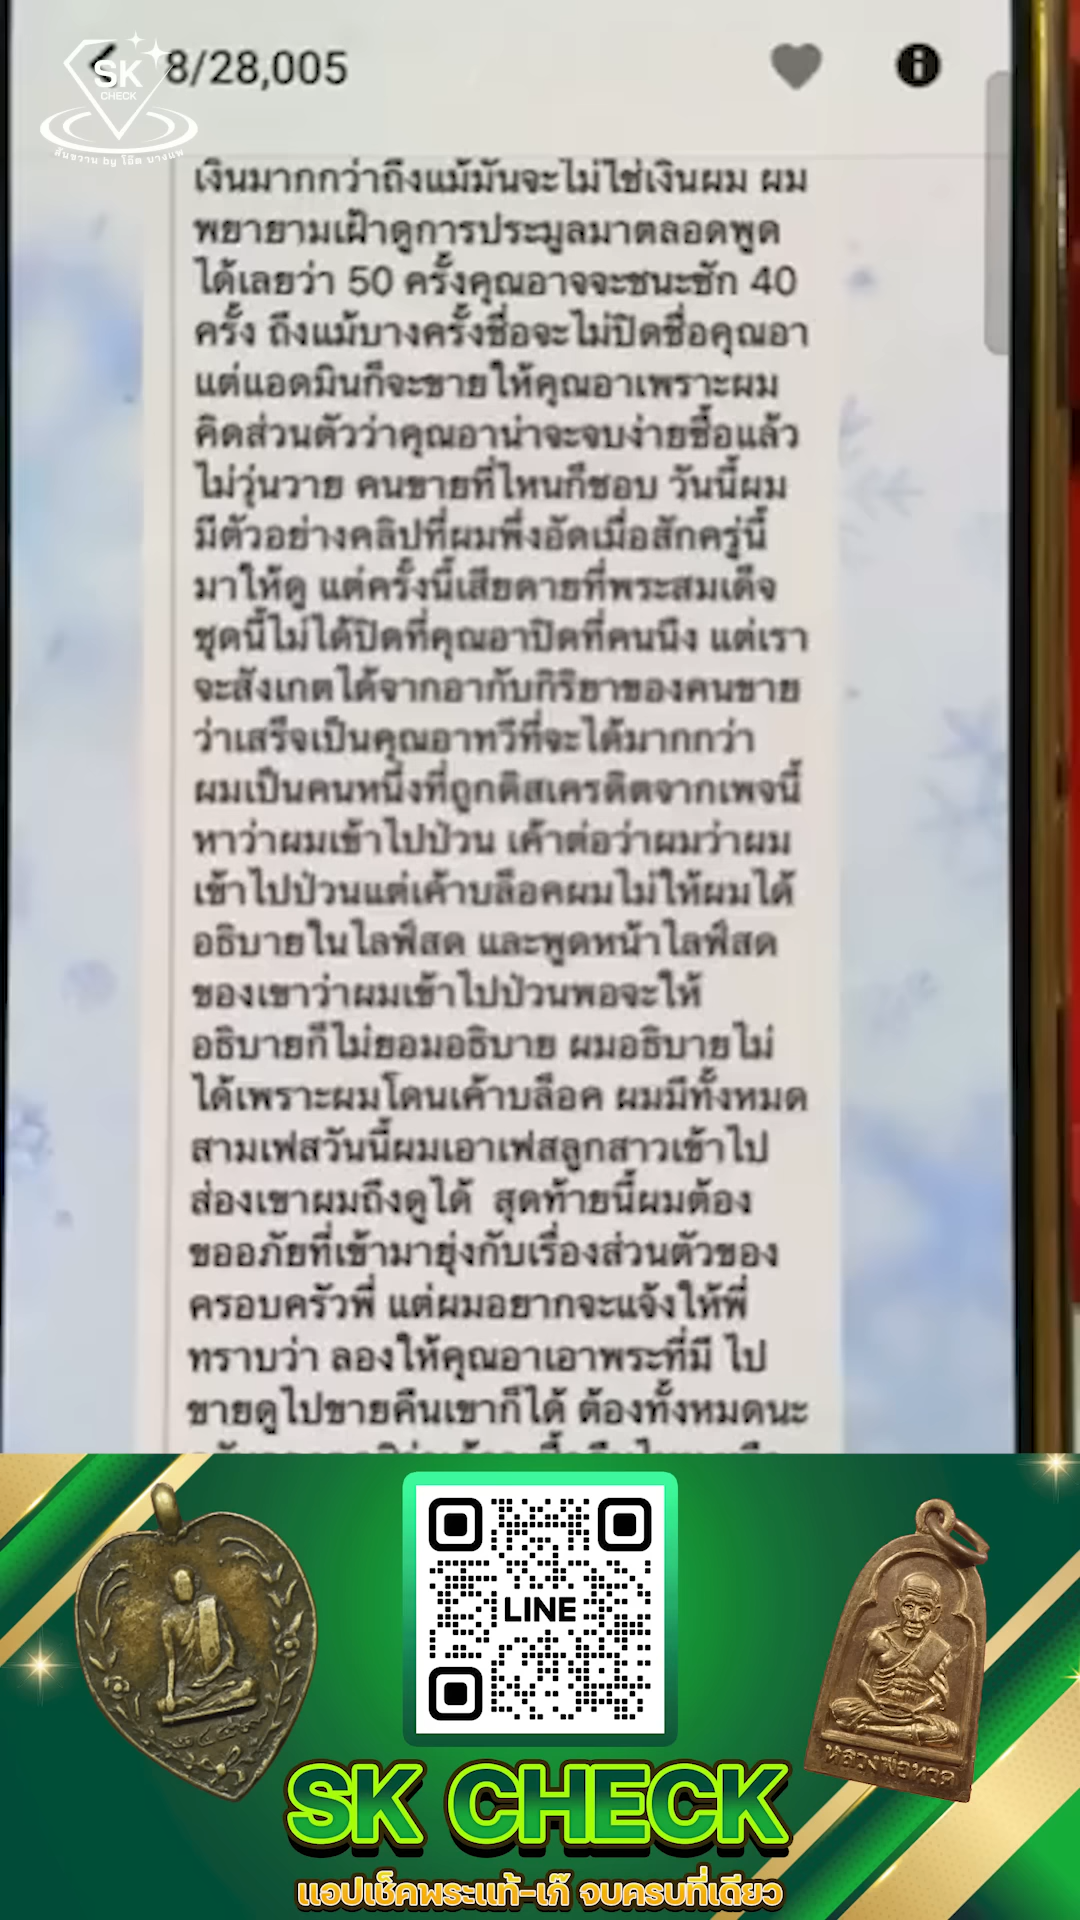 8/28,005
SK
CHECK
สันขวาน by โอ๊ต บางแพ
เงินมากกว่าถึงแม้มันจะไม่ใช่เงินผม ผม
พยายามเฝ้าดูการประมูลมาตลอดพูด
ได้เลยว่า 50 ครั้งคุณอาจจะชนะซัก 40
ครั้ง ถึงแม้บางครั้งชื่อจะไม่ปิดชื่อคุณอา
แต่แอดมินก็จะขายให้คุณอาเพราะผม
คิดส่วนตัวว่าคุณอาน่าจะจบง่ายซื้อแล้ว
ไม่วุ่นวาย คนขายที่ไหนก็ชอบ วันนี้ผม
มีตัวอย่างคลิปที่ผมพึ่งอัดเมื่อสักครู่นี้
มาให้ดู แต่ครั้งนี้เสียดายที่พระสมเด็จ
ชุดนี้ไม่ได้ปิดที่คุณอาปิดที่คนนึง แต่เรา
จะสังเกตได้จากอากับกิริยาของคนขาย
ว่าเสร็จเป็นคุณอาทวีที่จะได้มากกว่า
ผมเป็นคนหนึ่งที่ถูกดิสเครดิตจากเพจนี้
หาว่าผมเข้าไปป่วน เค้าต่อว่าผมว่าผม
เข้าไปป่วนแต่เค้าบล็อคผมไม่ให้ผมได้
อธิบายในไลฟ์สด และพูดหน้าไลฟ์สด
ของเขาว่าผมเข้าไปป่วนพอจะให้
อธิบายก็ไม่ยอมอธิบาย ผมอธิบายไม่
ได้เพราะผมโดนเค้าบล็อค ผมมีทั้งหมด
สามเฟสวันนี้ผมเอาเฟสลูกสาวเข้าไป
ส่องเขาผมถึงดูได้ สุดท้ายนี้ผมต้อง
ขออภัยที่เข้ามายุ่งกับเรื่องส่วนตัวของ
ครอบครัวพี่ แต่ผมอยากจะแจ้งให้พี่
ทราบว่า ลองให้คุณอาเอาพระที่มี ไป
ขายดูไปขายคืนเขาก็ได้ ต้องทั้งหมดนะ
LINE
หลวงพ่อทวด
SK CHECK
แอปเช็คพระแท้-เก๊ จบครบที่เดียว